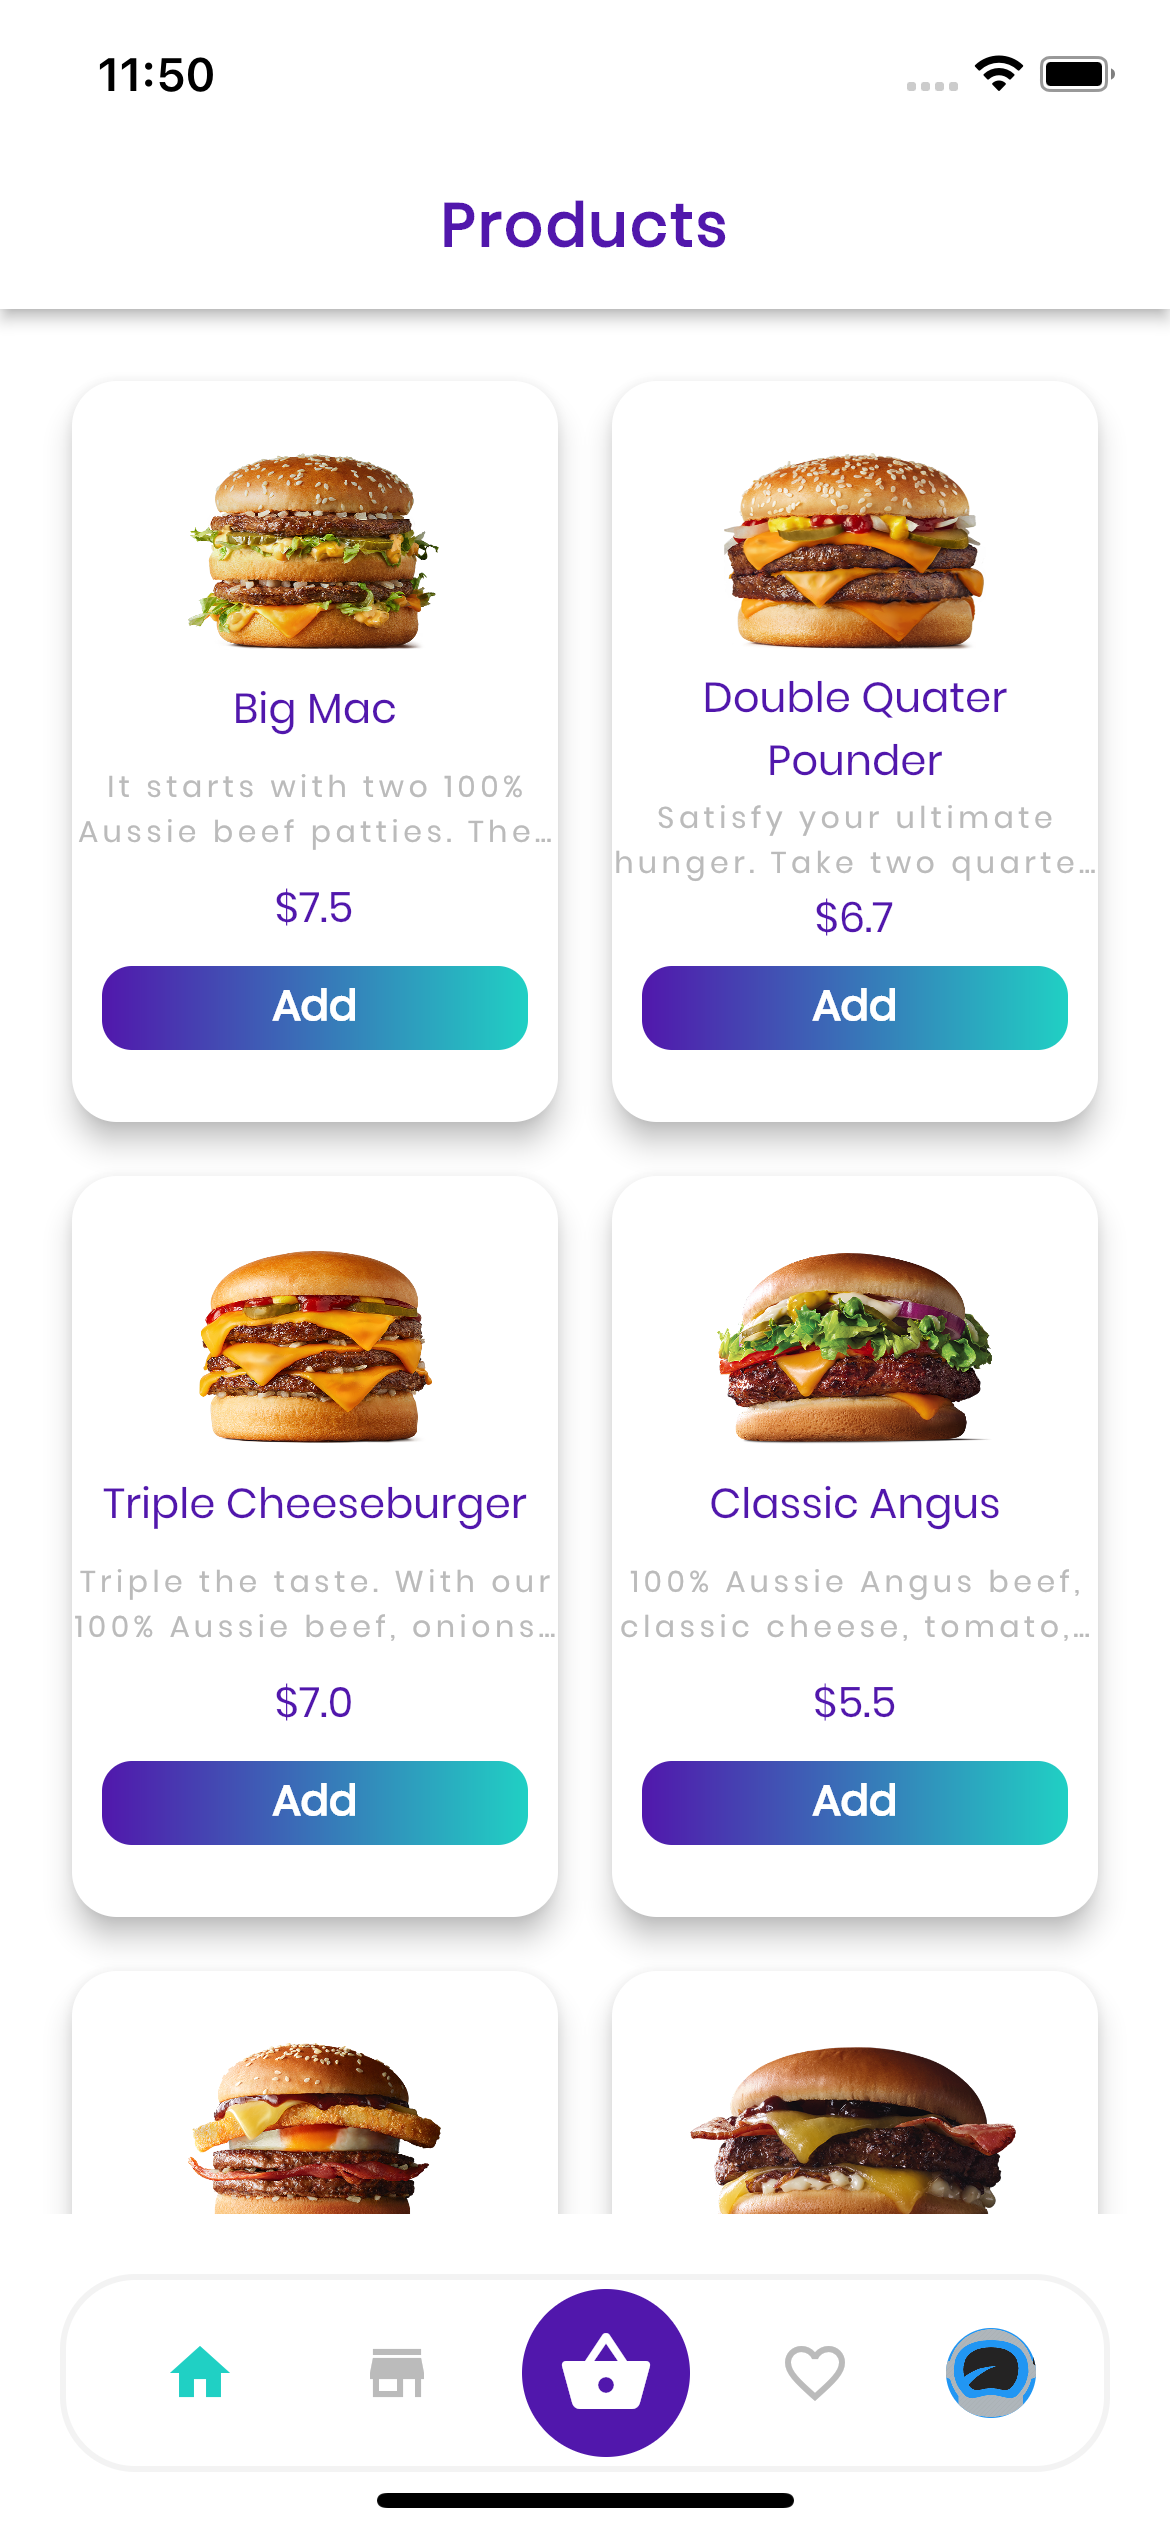 11:50
Products
Big Mac
It starts with two 100%
Aussie beef patties. The…
$7.5
Add
Double Quater
Pounder
Satisfy your ultimate
hunger. Take two quarte…
$6.7
Add
Triple Cheeseburger
Triple the taste. With our
100% Aussie beef, onions…
$7.0
Add
Classic Angus
100% Aussie Angus beef,
classic cheese, tomato,…
$5.5
Add